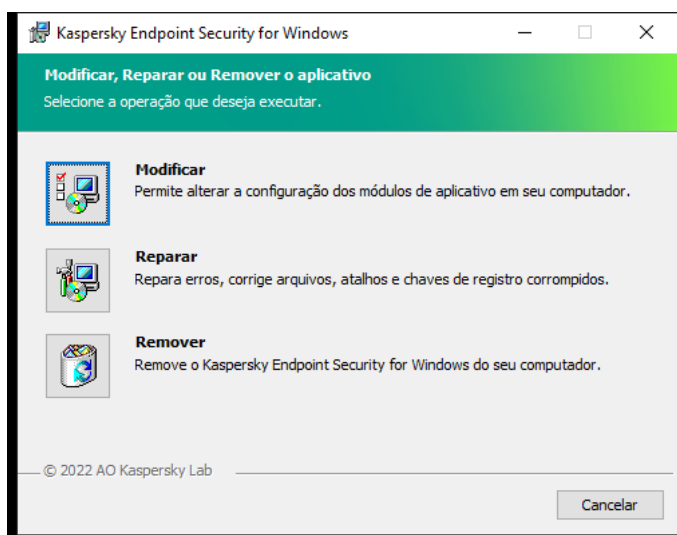 Kaspersky Endpoint Security for Windows
Modificar, Reparar ou Remover o aplicativo
Selecione a operação que deseja executar.
Modificar
Permite alterar a configuração dos módulos de aplicativo em seu computador.
Reparar
Repara erros, corrige arquivos, atalhos e chaves de registro corrompidos.
Remover
Remove o Kaspersky Endpoint Security for Windows do seu computador.
© 2022 AO Kaspersky Lab
Cancelar